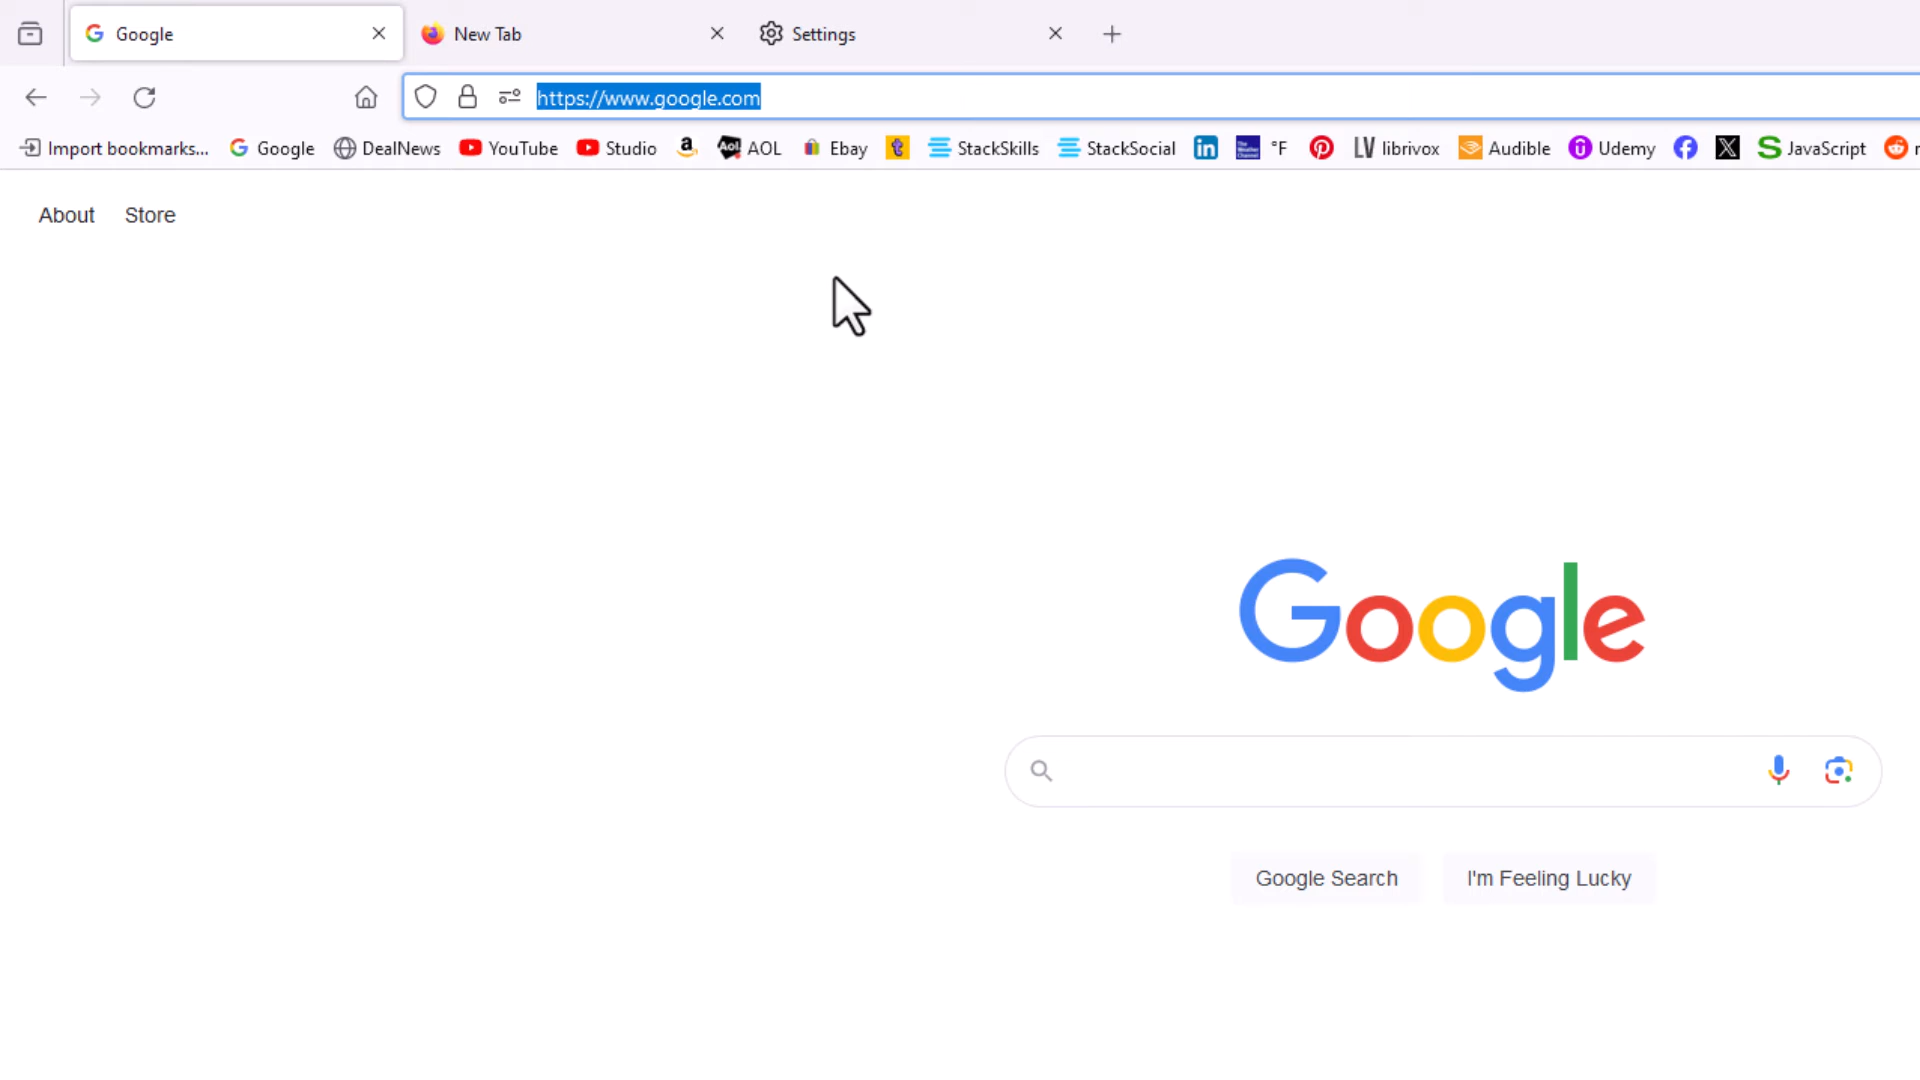 Google New Tab Settings
https://www.google.com
Import bookmarks... Google DealNews YouTube Studio AOL Ebay StackSkills StackSocial °F LV librivox Audible Udemy JavaScript
About Store
Google
Google Search I'm Feeling Lucky